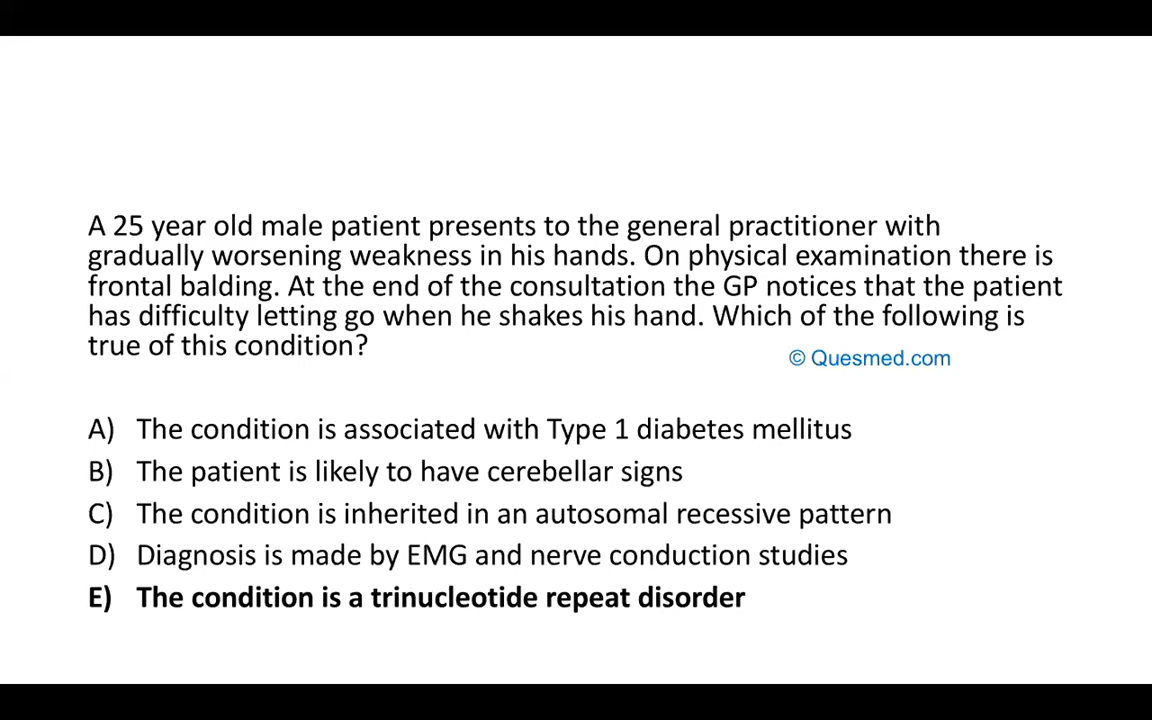 A 25 year old male patient presents to the general practitioner with
gradually worsening weakness in his hands. On physical examination there is
frontal balding. At the end of the consultation the GP notices that the patient
has difficulty letting go when he shakes his hand. Which of the following is
true of this condition?
© Quesmed.com
A) The condition is associated with Type 1 diabetes mellitus
B) The patient is likely to have cerebellar signs
C) The condition is inherited in an autosomal recessive pattern
D) Diagnosis is made by EMG and nerve conduction studies
E) The condition is a trinucleotide repeat disorder